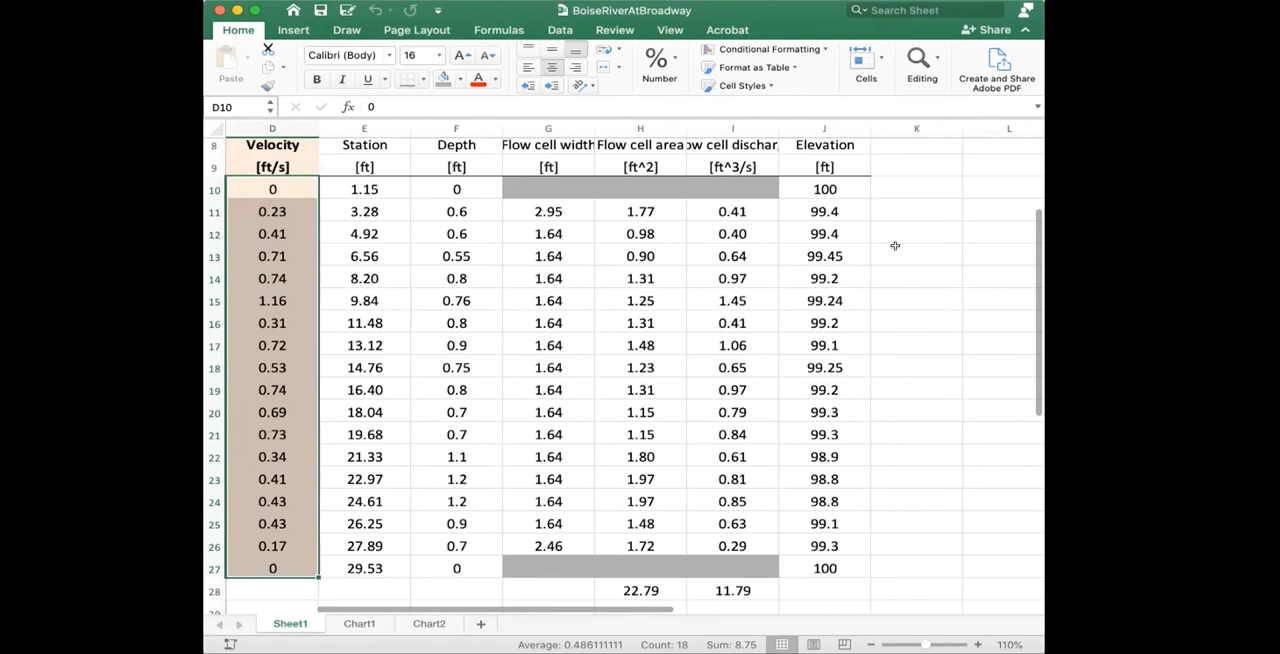 BoiseRiverAtBroadway
Search Sheet
Home Insert Draw Page Layout Formulas Data Review View Acrobat Share
Paste
Calibri (Body) 16 A A
B I U A
% Number
Conditional Formatting
Format as Table
Cell Styles
Cells
Editing
Create and Share
Adobe PDF
D10 fx 0
D E F G H I J K L
8 Velocity Station Depth Flow cell width Flow cell area ow cell dischar Elevation
9 [ft/s] [ft] [ft] [ft] [ft^2] [ft^3/s] [ft]
10 0 1.15 0 100
11 0.23 3.28 0.6 2.95 1.77 0.41 99.4
12 0.41 4.92 0.6 1.64 0.98 0.40 99.4
13 0.71 6.56 0.55 1.64 0.90 0.64 99.45
14 0.74 8.20 0.8 1.64 1.31 0.97 99.2
15 1.16 9.84 0.76 1.64 1.25 1.45 99.24
16 0.31 11.48 0.8 1.64 1.31 0.41 99.2
17 0.72 13.12 0.9 1.64 1.48 1.06 99.1
18 0.53 14.76 0.75 1.64 1.23 0.65 99.25
19 0.74 16.40 0.8 1.64 1.31 0.97 99.2
20 0.69 18.04 0.7 1.64 1.15 0.79 99.3
21 0.73 19.68 0.7 1.64 1.15 0.84 99.3
22 0.34 21.33 1.1 1.64 1.80 0.61 98.9
23 0.41 22.97 1.2 1.64 1.97 0.81 98.8
24 0.43 24.61 1.2 1.64 1.97 0.85 98.8
25 0.43 26.25 0.9 1.64 1.48 0.63 99.1
26 0.17 27.89 0.7 2.46 1.72 0.29 99.3
27 0 29.53 0 100
28 22.79 11.79
Sheet1 Chart1 Chart2 +
Average: 0.486111111 Count: 18 Sum: 8.75 110%